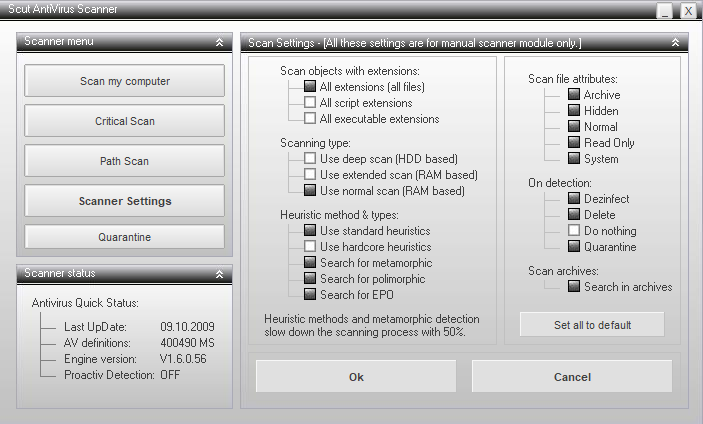 Scut AntiVirus Scanner
_ X
Scanner menu
Scan my computer
Critical Scan
Path Scan
Scanner Settings
Quarantine
Scanner status
Antivirus Quick Status:
Last UpDate: 09.10.2009
AV definitions: 400490 MS
Engine version: V1.6.0.56
Proactiv Detection: OFF
Scan Settings - [All these settings are for manual scanner module only.]
Scan objects with extensions:
All extensions (all files)
All script extensions
All executable extensions
Scanning type:
Use deep scan (HDD based)
Use extended scan (RAM based)
Use normal scan (RAM based)
Heuristic method & types:
Use standard heuristics
Use hardcore heuristics
Search for metamorphic
Search for polimorphic
Search for EPO
Heuristic methods and metamorphic detection
slow down the scanning process with 50%.
Scan file attributes:
Archive
Hidden
Normal
Read Only
System
On detection:
Dezinfect
Delete
Do nothing
Quarantine
Scan archives:
Search in archives
Set all to default
Ok
Cancel